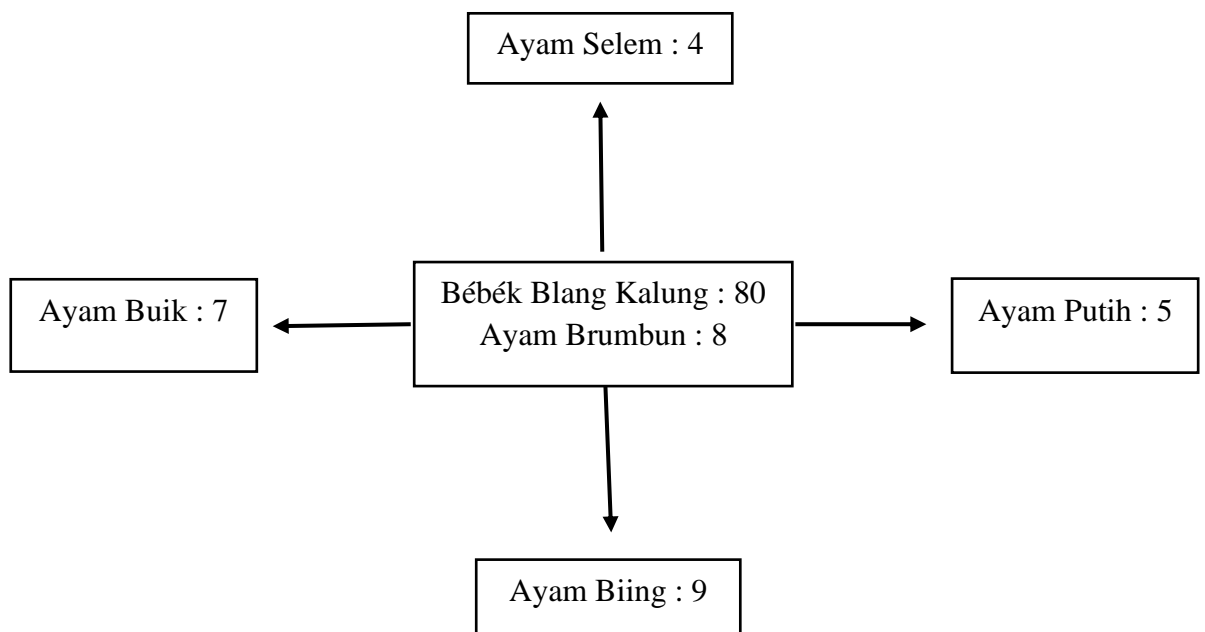 Ayam Selem : 4
Bébék Blang Kalung : 80
Ayam Brumbun : 8
Ayam Buik : 7
Ayam Putih : 5
Ayam Biing : 9